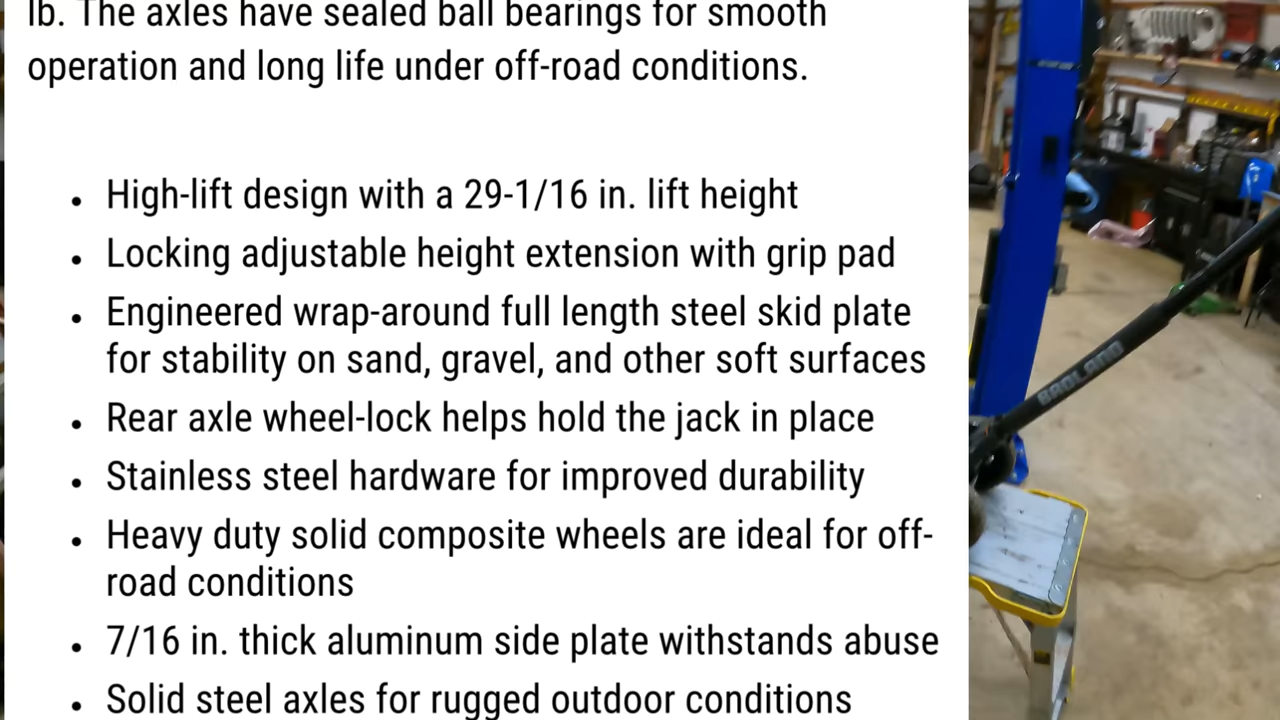 lb. The axles have sealed ball bearings for smooth
operation and long life under off-road conditions.
• High-lift design with a 29-1/16 in. lift height
• Locking adjustable height extension with grip pad
• Engineered wrap-around full length steel skid plate
for stability on sand, gravel, and other soft surfaces
• Rear axle wheel-lock helps hold the jack in place
• Stainless steel hardware for improved durability
• Heavy duty solid composite wheels are ideal for off-
road conditions
• 7/16 in. thick aluminum side plate withstands abuse
• Solid steel axles for rugged outdoor conditions
BADLAND